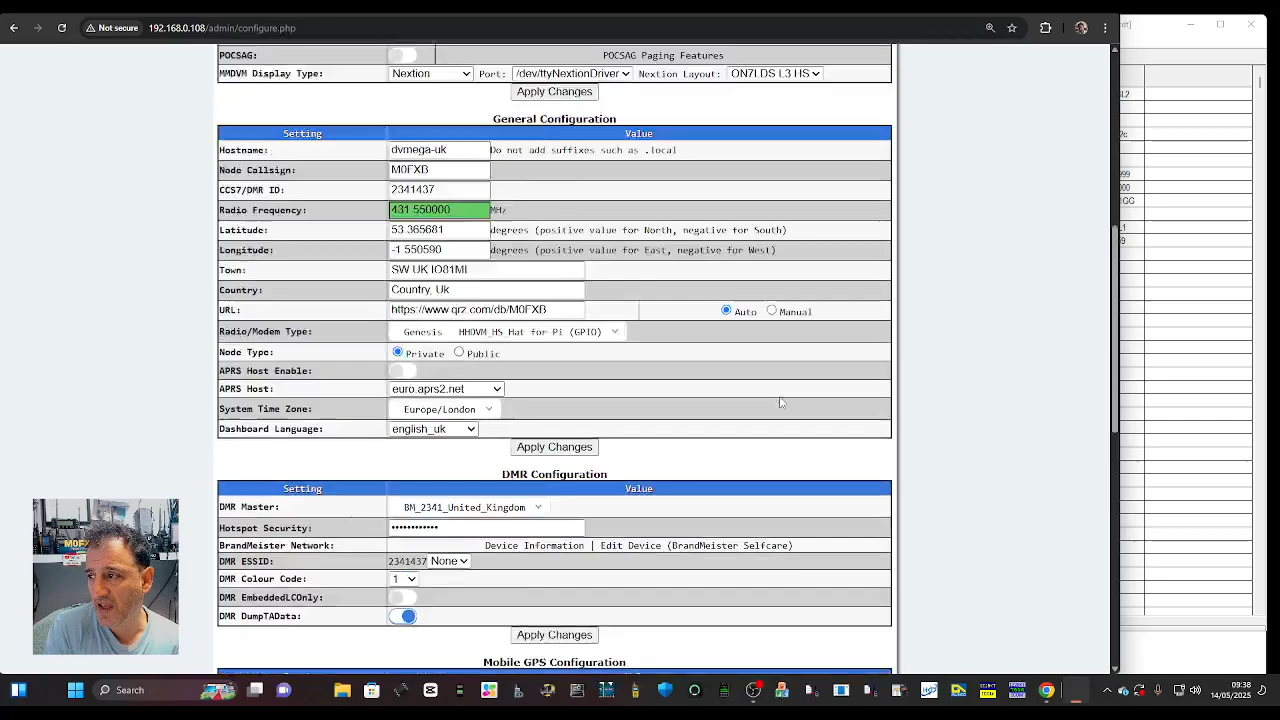 Not secure 192.168.0.108/admin/configure.php
POCSAG: POCSAG Paging Features
MMDVM Display Type: Nextion Port: /dev/ttyNextionDriver Nextion Layout: ON7LDS L3 HS
Apply Changes
General Configuration
Setting Value
Hostname: dvmega-uk Do not add suffixes such as .local
Node Callsign: M0FXB
CCS7/DMR ID: 2341437
Radio Frequency: 431 550000 MHz
Latitude: 53 365681 degrees (positive value for North, negative for South)
Longitude: -1 550590 degrees (positive value for East, negative for West)
Town: SW UK IO81MI
Country: Country, Uk
URL: https://www qrz com/db/M0FXB Auto Manual
Radio/Modem Type: Genesis HHDVM_HS_Hat for Pi (GPIO)
Node Type: Private Public
APRS Host Enable:
APRS Host: euro.aprs2.net
System Time Zone: Europe/London
Dashboard Language: english_uk
Apply Changes
DMR Configuration
Setting Value
DMR Master: BM_2341_United_Kingdom
Hotspot Security: ••••••••••••
BrandMeister Network: Device Information | Edit Device (BrandMeister Selfcare)
DMR ESSID: 2341437 None
DMR Colour Code: 1
DMR EmbeddedLCOnly:
DMR DumpTAData:
Apply Changes
Mobile GPS Configuration
Search
09:38
14/05/2025